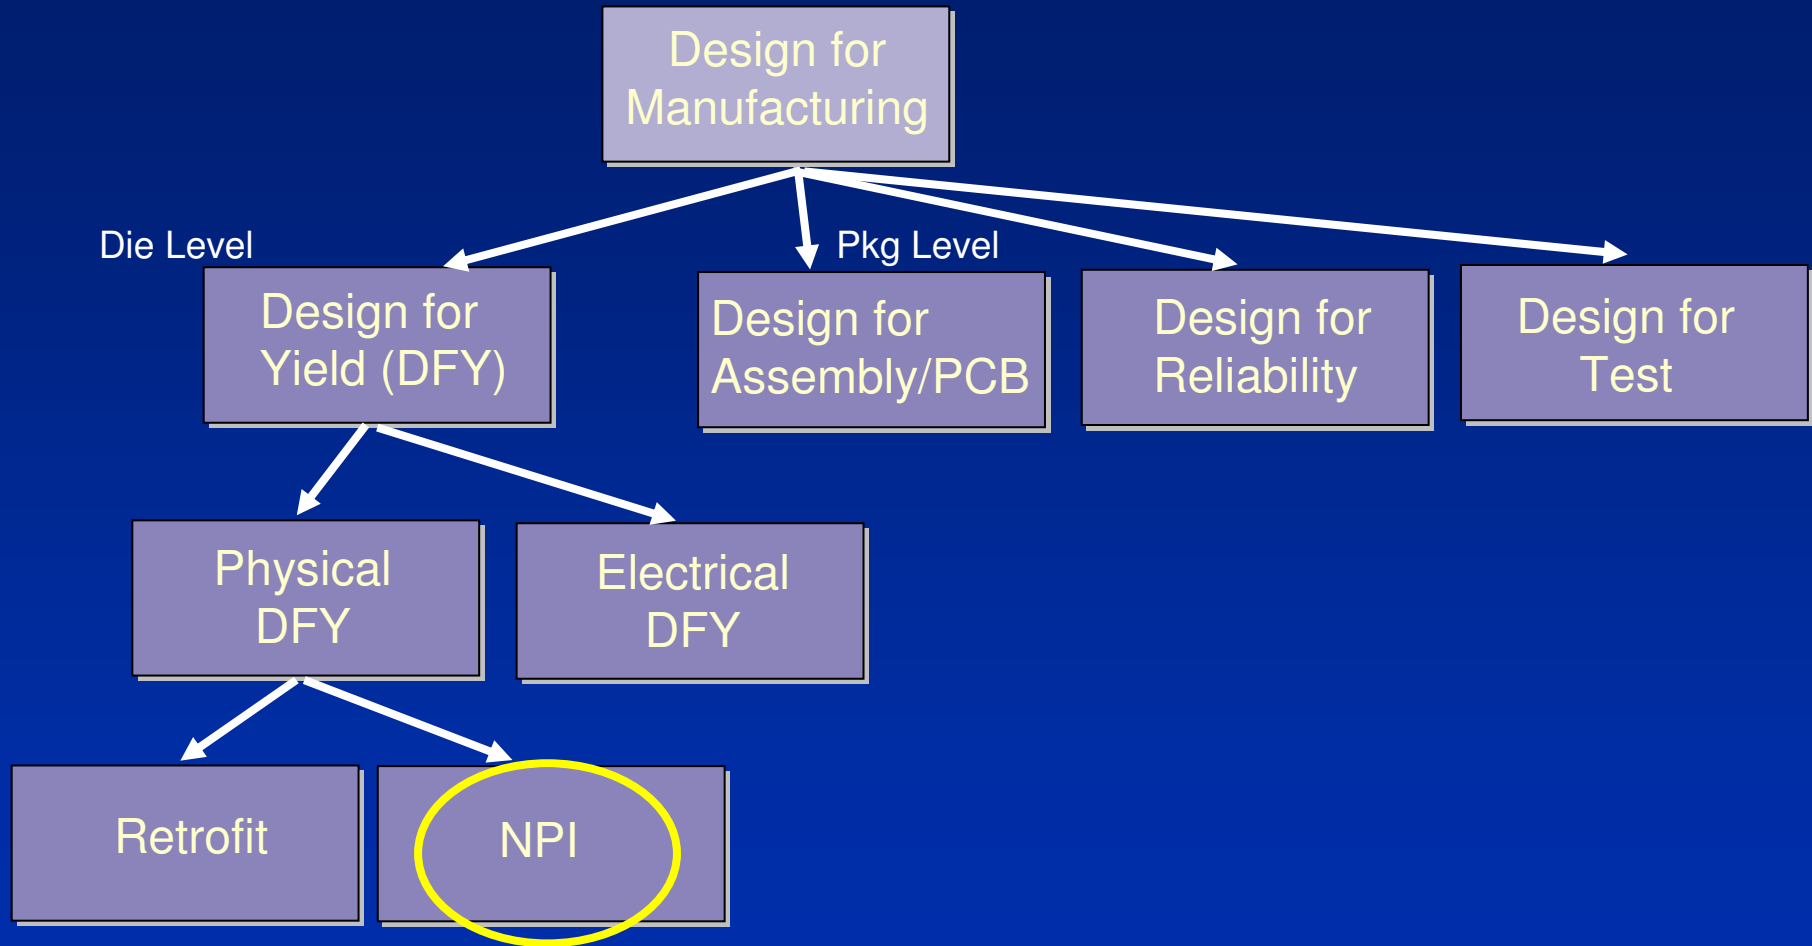 Design for
Manufacturing
Die Level
Pkg Level
Design for
Yield (DFY)
Design for
Assembly/PCB
Design for
Reliability
Design for
Test
Physical
DFY
Electrical
DFY
Retrofit
NPI